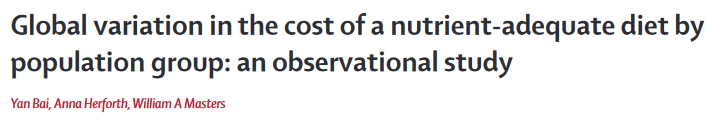 Global variation in the cost of a nutrient-adequate diet by
population group: an observational study
Yan Bai, Anna Herforth, William A Masters